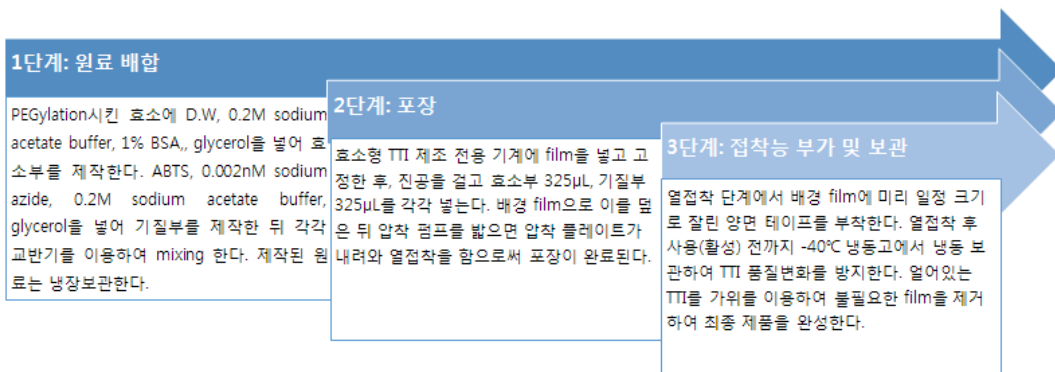 1단계: 원료 배합
PEGylation시킨 효소에 D.W, 0.2M sodium
acetate buffer, 1% BSA,, glycerol을 넣어 효
소부를 제작한다. ABTS, 0.002nM sodium
azide, 0.2M sodium acetate buffer,
glycerol을 넣어 기질부를 제작한 뒤 각각
교반기를 이용하여 mixing 한다. 제작된 원
료는 냉장보관한다.
2단계: 포장
효소형 TTI 제조 전용 기계에 film을 넣고 고
정한 후, 진공을 걸고 효소부 325μL, 기질부
325μL를 각각 넣는다. 배경 film으로 이를 덮
은 뒤 압착 펌프를 밟으면 압착 플레이트가
내려와 열접착을 함으로써 포장이 완료된다.
3단계: 접착능 부가 및 보관
열접착 단계에서 배경 film에 미리 일정 크기
로 잘린 양면 테이프를 부착한다. 열접착 후
사용(활성) 전까지 -40℃ 냉동고에서 냉동 보
관하여 TTI 품질변화를 방지한다. 얼어있는
TTI를 가위를 이용하여 불필요한 film을 제거
하여 최종 제품을 완성한다.